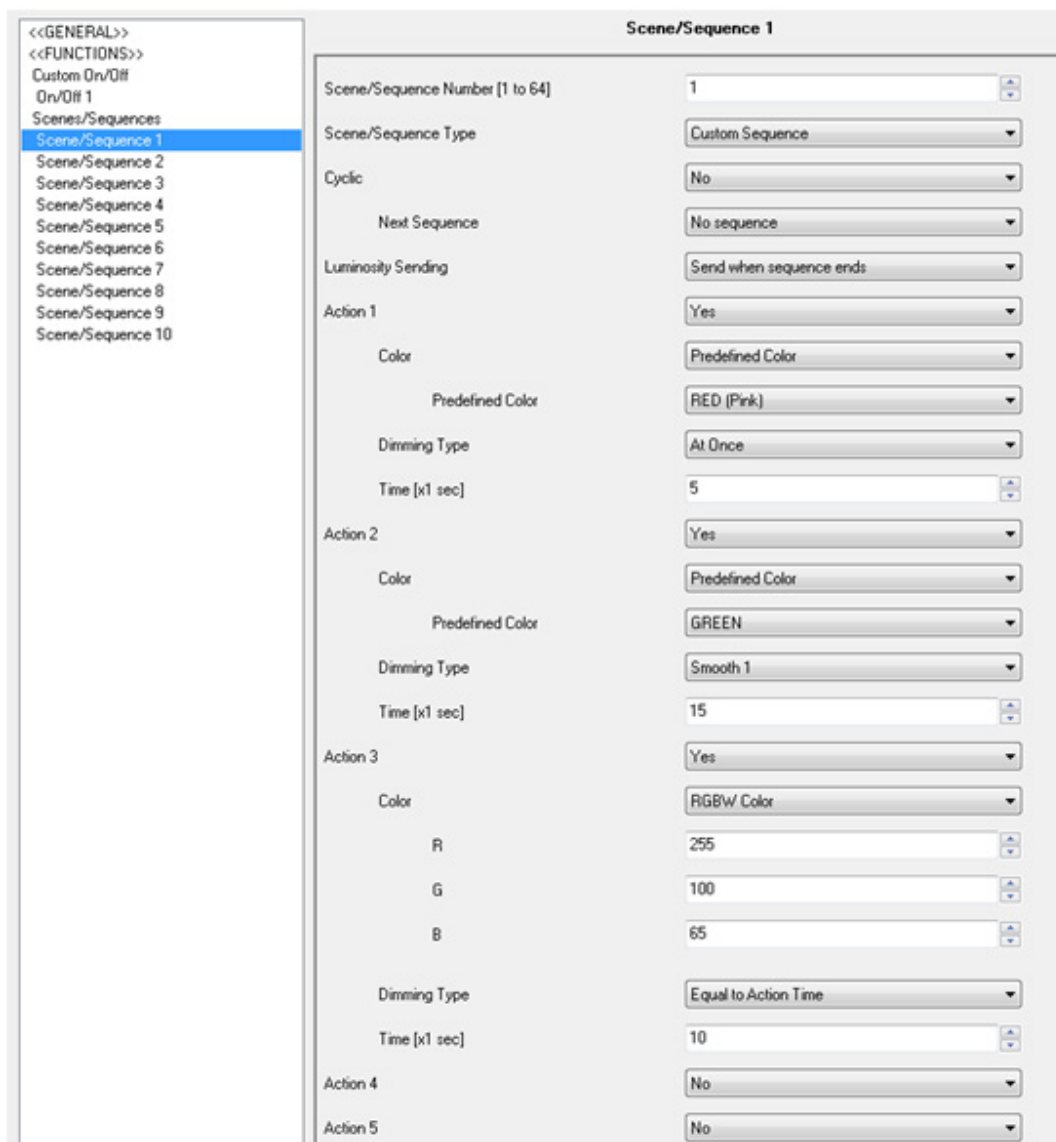 <<GENERAL>>
<<FUNCTIONS>>
Custom On/Off
On/Off 1
Scenes/Sequences
Scene/Sequence 1
Scene/Sequence 2
Scene/Sequence 3
Scene/Sequence 4
Scene/Sequence 5
Scene/Sequence 6
Scene/Sequence 7
Scene/Sequence 8
Scene/Sequence 9
Scene/Sequence 10
Scene/Sequence 1
Scene/Sequence Number [1 to 64] 1
Scene/Sequence Type Custom Sequence
Cyclic No
Next Sequence No sequence
Luminosity Sending Send when sequence ends
Action 1 Yes
Color Predefined Color
Predefined Color RED (Pink)
Dimming Type At Once
Time [x1 sec] 5
Action 2 Yes
Color Predefined Color
Predefined Color GREEN
Dimming Type Smooth 1
Time [x1 sec] 15
Action 3 Yes
Color RGBW Color
R 255
G 100
B 65
Dimming Type Equal to Action Time
Time [x1 sec] 10
Action 4 No
Action 5 No